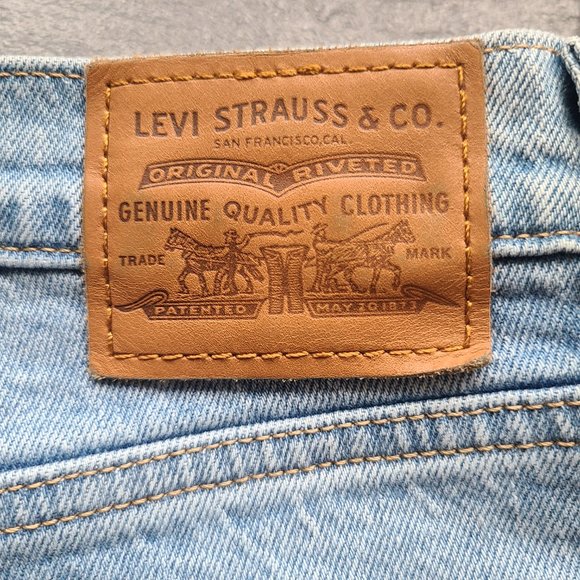 LEVI STRAUSS & CO.
SAN FRANCISCO, CAL.
ORIGINAL RIVETED
GENUINE QUALITY CLOTHING
TRADE MARK
PATENTED MAY 20 1873